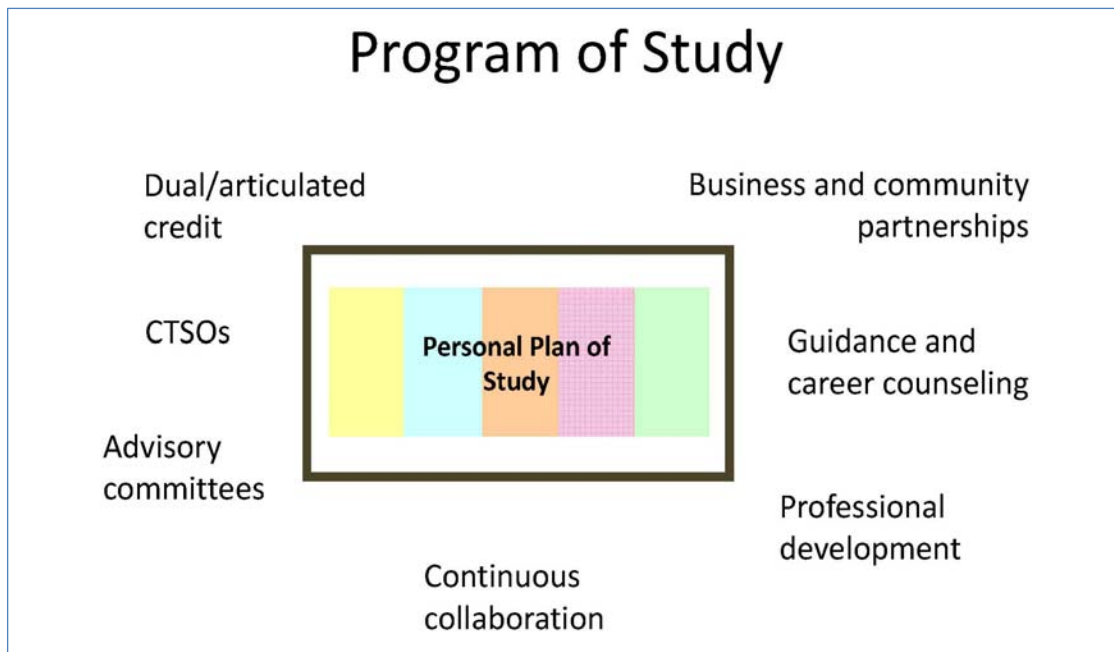 Program of Study
Dual/articulated
credit
Business and community
partnerships
CTSOs
Personal Plan of
Study
Guidance and
career counseling
Advisory
committees
Professional
development
Continuous
collaboration